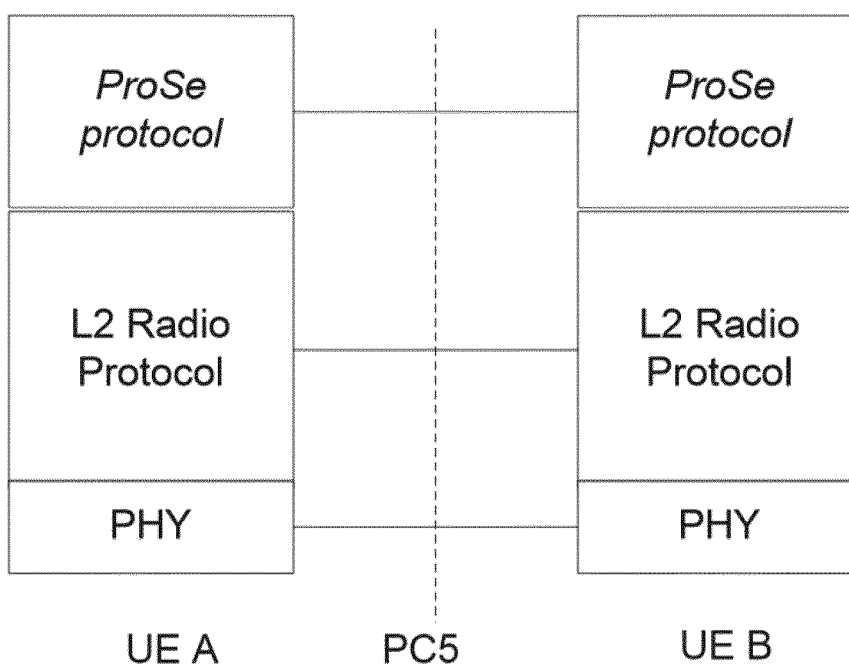 ProSe
protocol
ProSe
protocol
L2 Radio
Protocol
L2 Radio
Protocol
PHY
PHY
UE A
PC5
UE B